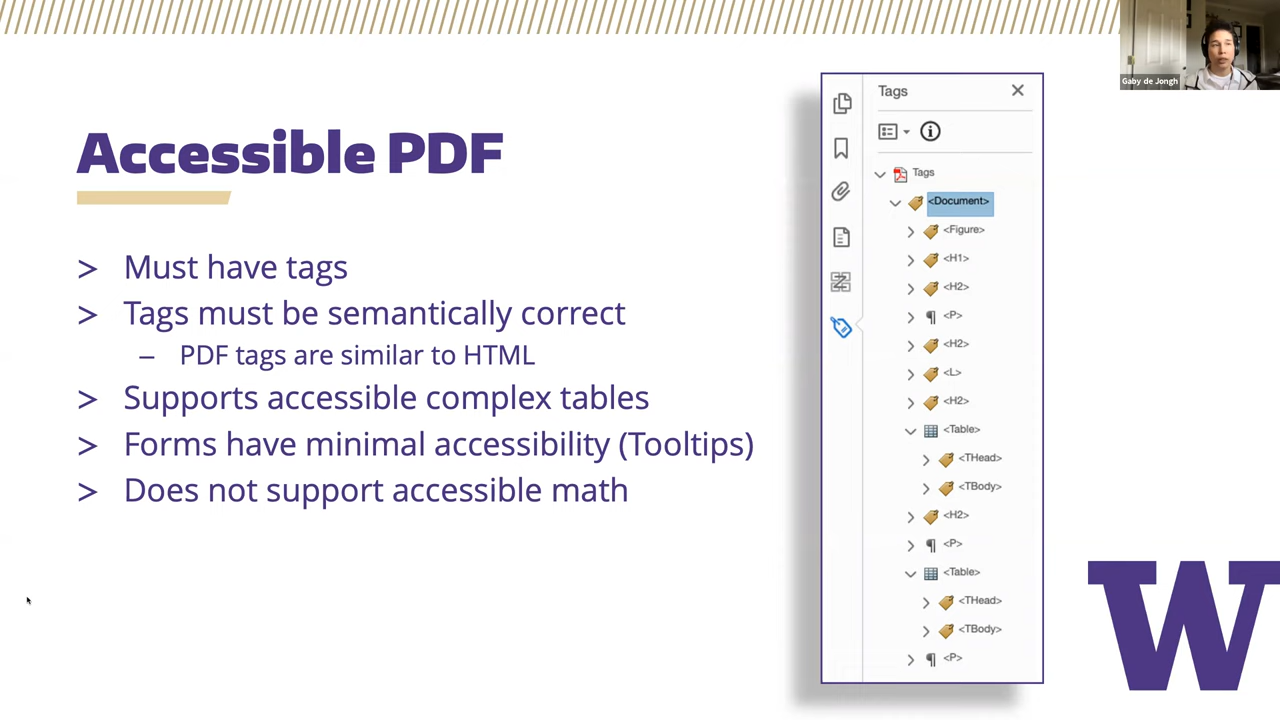 Gaby de Jongh
Accessible PDF
> Must have tags
> Tags must be semantically correct
– PDF tags are similar to HTML
> Supports accessible complex tables
> Forms have minimal accessibility (Tooltips)
> Does not support accessible math
Tags
Tags
<Document>
<Figure>
<H1>
<H2>
<P>
<H2>
<L>
<H2>
<Table>
<THead>
<TBody>
<H2>
<P>
<Table>
<THead>
<TBody>
<P>
W